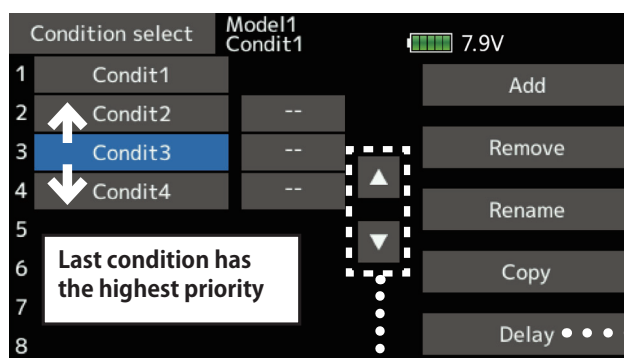 Condition select
Model1
Condit1
7.9V
1 Condit1
2 Condit2 --
3 Condit3 --
4 Condit4 --
5
6
7
8
▲
▼
Add
Remove
Rename
Copy
Delay
Last condition has
the highest priority